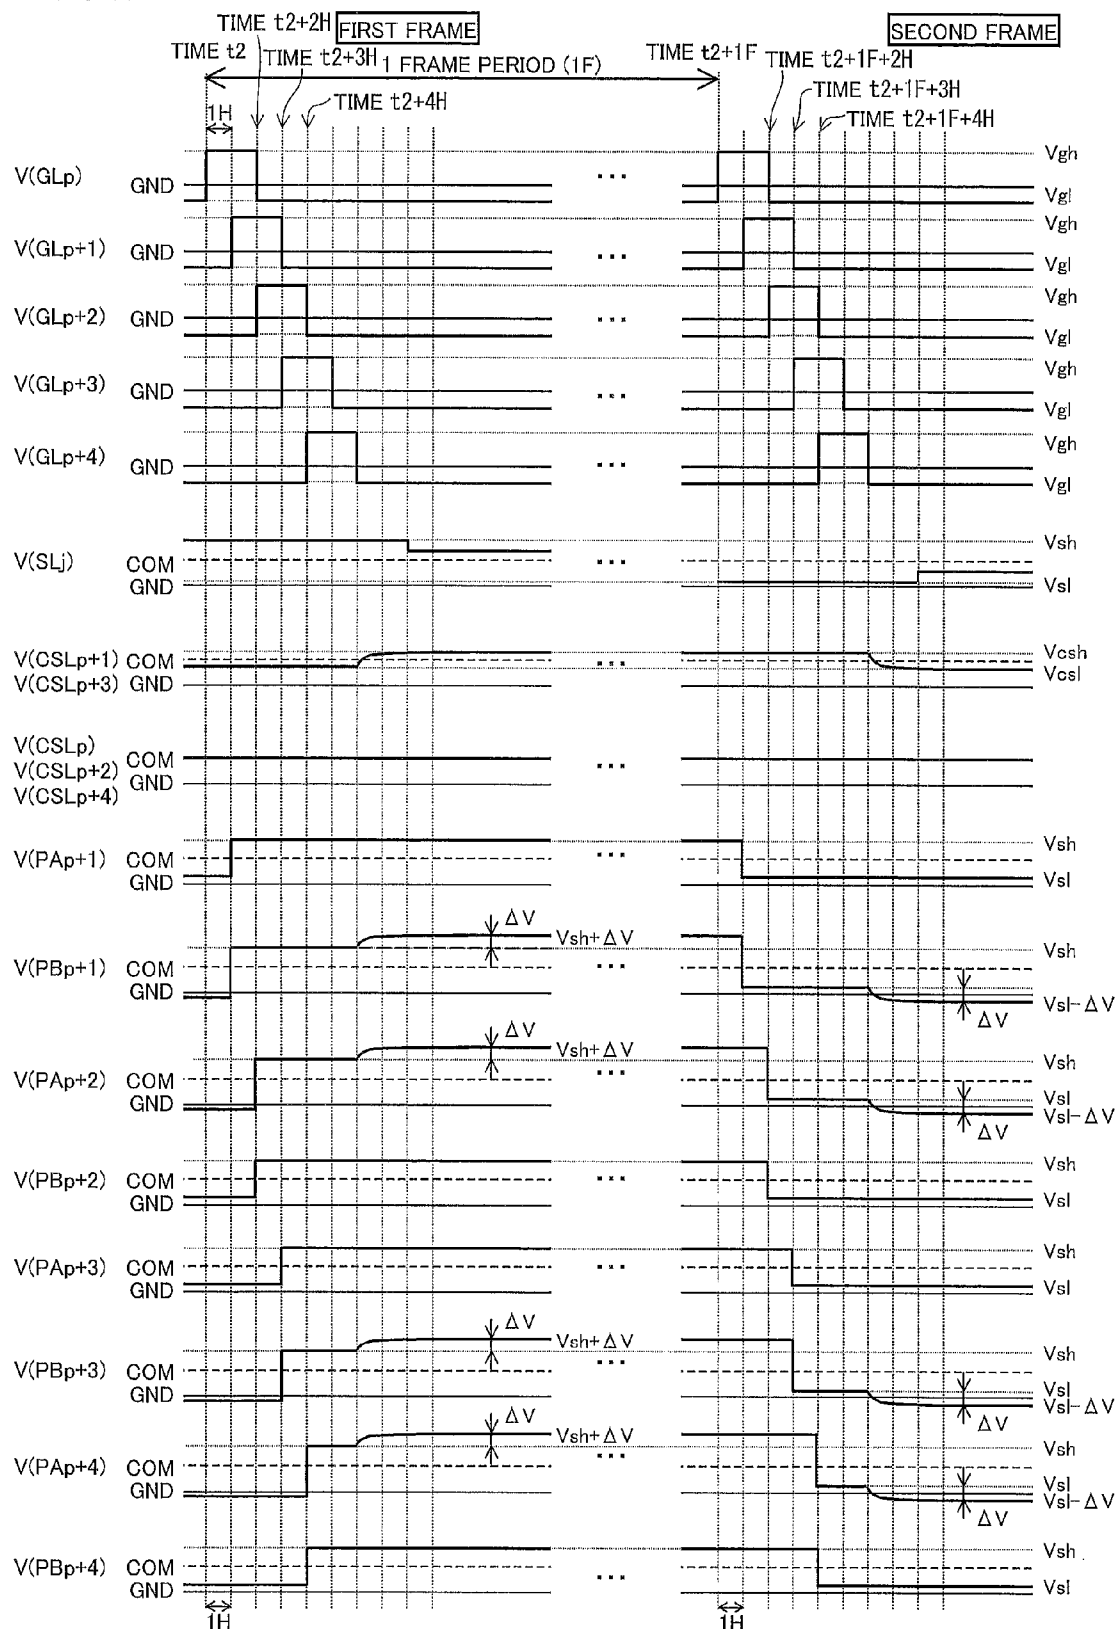 TIME t2+2H FIRST FRAME SECOND FRAME
TIME t2 TIME t2+3H TIME t2+1F TIME t2+1F+2H
1 FRAME PERIOD (1F)
TIME t2+1F+3H
1H TIME t2+4H TIME t2+1F+4H
V(GLp) GND ... Vgh
Vgl
V(GLp+1) GND ... Vgh
Vgl
V(GLp+2) GND ... Vgh
Vgl
V(GLp+3) GND ... Vgh
Vgl
V(GLp+4) GND ... Vgh
Vgl
V(SLj) COM ... Vsh
GND Vsl
V(CSLp+1) COM ... Vcsh
V(CSLp+3) GND Vcsl
V(CSLp)
V(CSLp+2) COM ...
V(CSLp+4) GND
V(PAp+1) COM ... Vsh
GND Vsl
ΔV
Vsh+ΔV
V(PBp+1) COM ... Vsh
GND Vsl-ΔV
ΔV
ΔV
Vsh+ΔV
V(PAp+2) COM ... Vsh
GND Vsl
Vsl-ΔV
ΔV
V(PBp+2) COM ... Vsh
GND Vsl
V(PAp+3) COM ... Vsh
GND Vsl
ΔV
Vsh+ΔV
V(PBp+3) COM ... Vsh
GND Vsl
Vsl-ΔV
ΔV
ΔV
Vsh+ΔV
V(PAp+4) COM ... Vsh
GND Vsl
Vsl-ΔV
ΔV
V(PBp+4) COM ... Vsh
GND Vsl
1H 1H